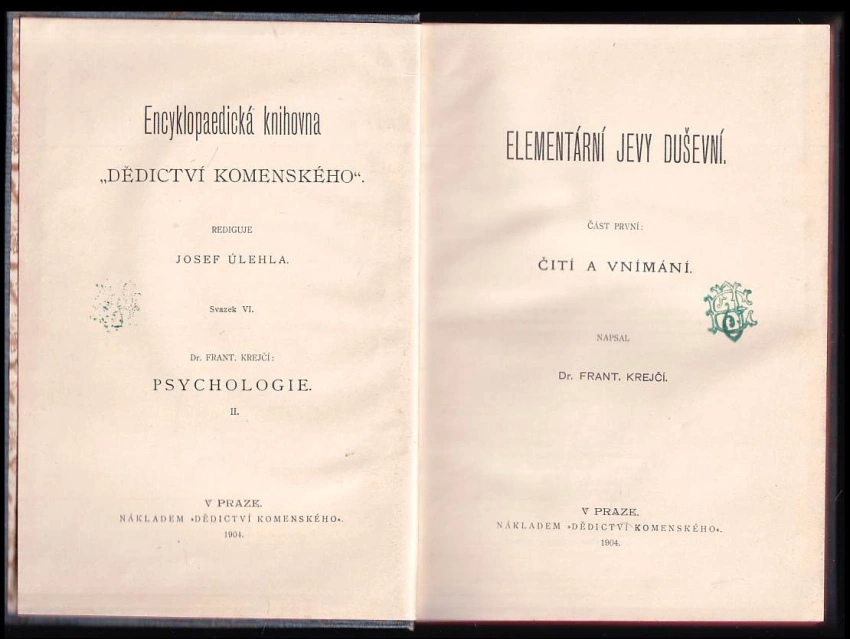 Encyklopaedická knihovna
„DĚDICTVÍ KOMENSKÉHO“.
REDIGUJE
JOSEF ÚLEHLA.
Svazek VI.
Dr. FRANT. KREJČÍ:
PSYCHOLOGIE.
II.
V PRAZE.
NÁKLADEM »DĚDICTVÍ KOMENSKÉHO«.
1904.
ELEMENTÁRNÍ JEVY DUŠEVNÍ.
ČÁST PRVNÍ:
ČITÍ A VNÍMÁNÍ.
NAPSAL
Dr. FRANT. KREJČÍ.
V PRAZE.
NÁKLADEM »DĚDICTVÍ KOMENSKÉHO«.
1904.